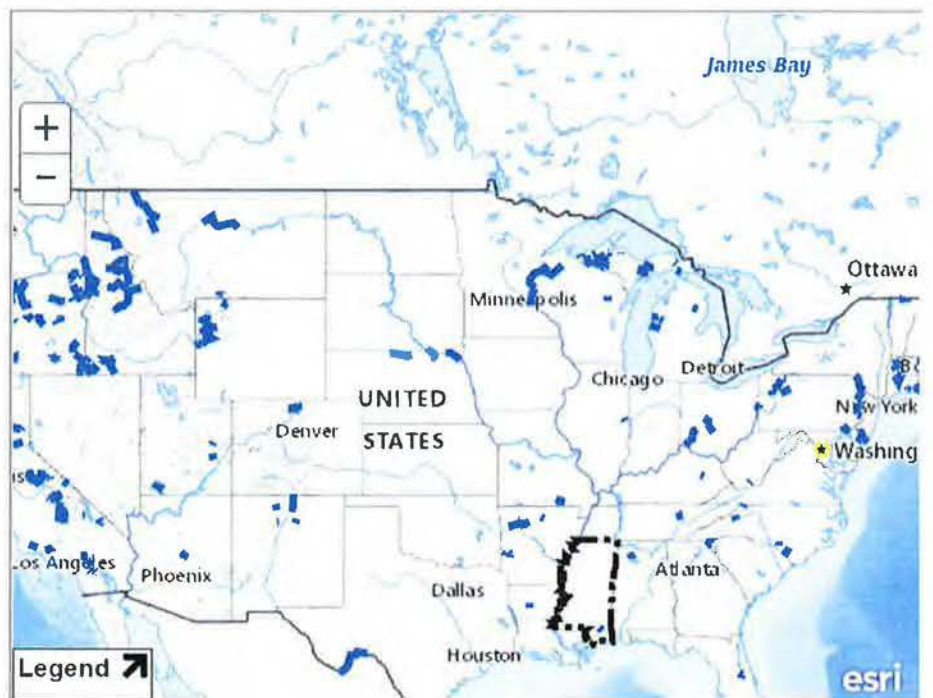 James Bay
+
−
Ottawa
Minneapolis
Chicago
Detroit
UNITED
STATES
New York
Denver
Washing
Los Angeles
Phoenix
Dallas
Atlanta
Houston
Legend
esri